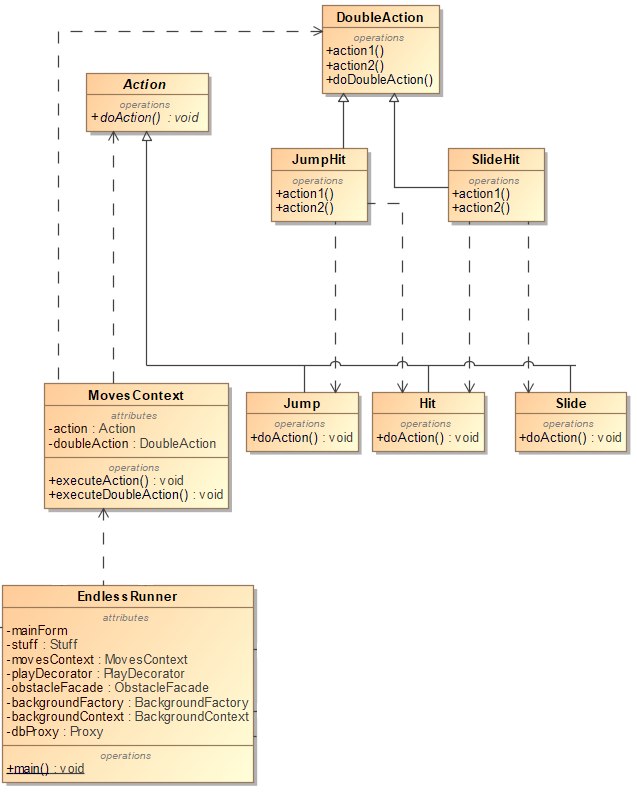 DoubleAction
operations
+action1()
+action2()
+doDoubleAction()
Action
operations
+doAction() : void
JumpHit
operations
+action1()
+action2()
SlideHit
operations
+action1()
+action2()
MovesContext
attributes
-action : Action
-doubleAction : DoubleAction
operations
+executeAction() : void
+executeDoubleAction() : void
Jump
operations
+doAction() : void
Hit
operations
+doAction() : void
Slide
operations
+doAction() : void
EndlessRunner
attributes
-mainForm
-stuff : Stuff
-movesContext : MovesContext
-playDecorator : PlayDecorator
-obstacleFacade : ObstacleFacade
-backgroundFactory : BackgroundFactory
-backgroundContext : BackgroundContext
-dbProxy : Proxy
operations
+main() : void